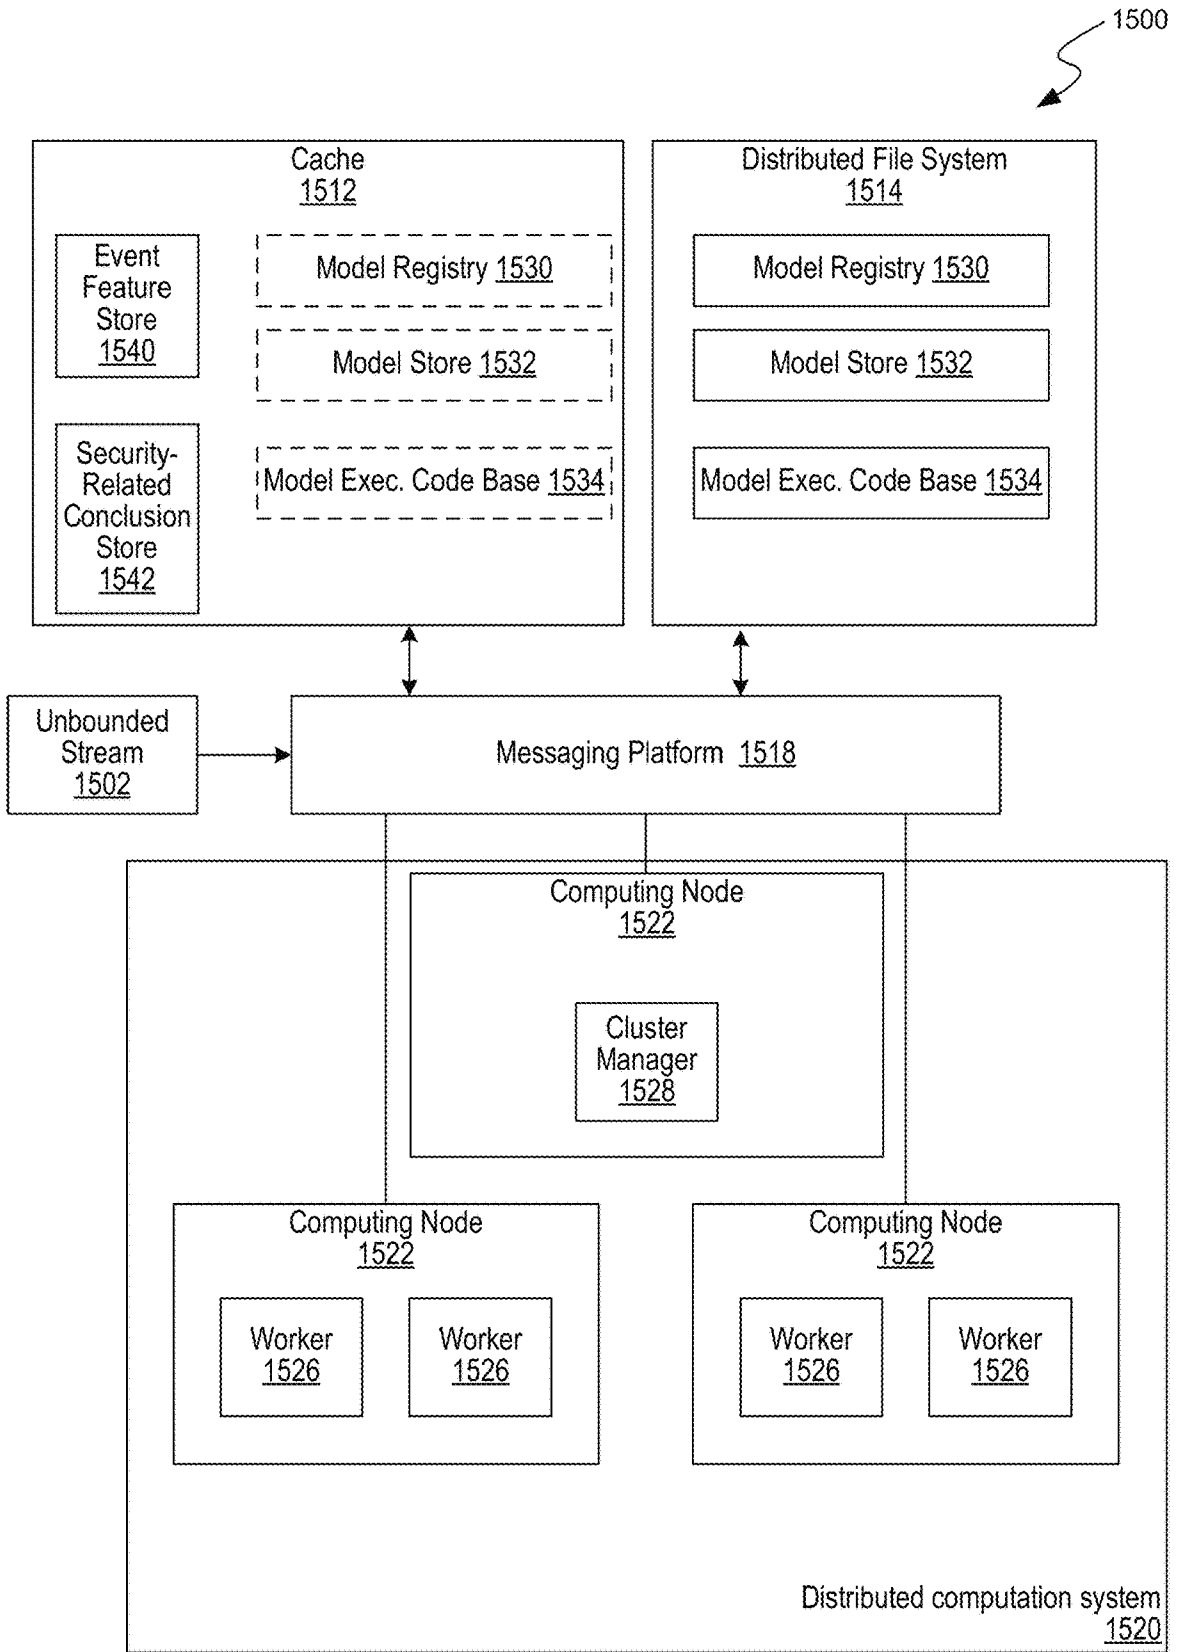 1500
Cache
1512
Event
Feature
Store
1540
Security-
Related
Conclusion
Store
1542
Model Registry 1530
Model Store 1532
Model Exec. Code Base 1534
Distributed File System
1514
Model Registry 1530
Model Store 1532
Model Exec. Code Base 1534
Unbounded
Stream
1502
Messaging Platform 1518
Computing Node
1522
Cluster
Manager
1528
Computing Node
1522
Worker
1526
Worker
1526
Computing Node
1522
Worker
1526
Worker
1526
Distributed computation system
1520